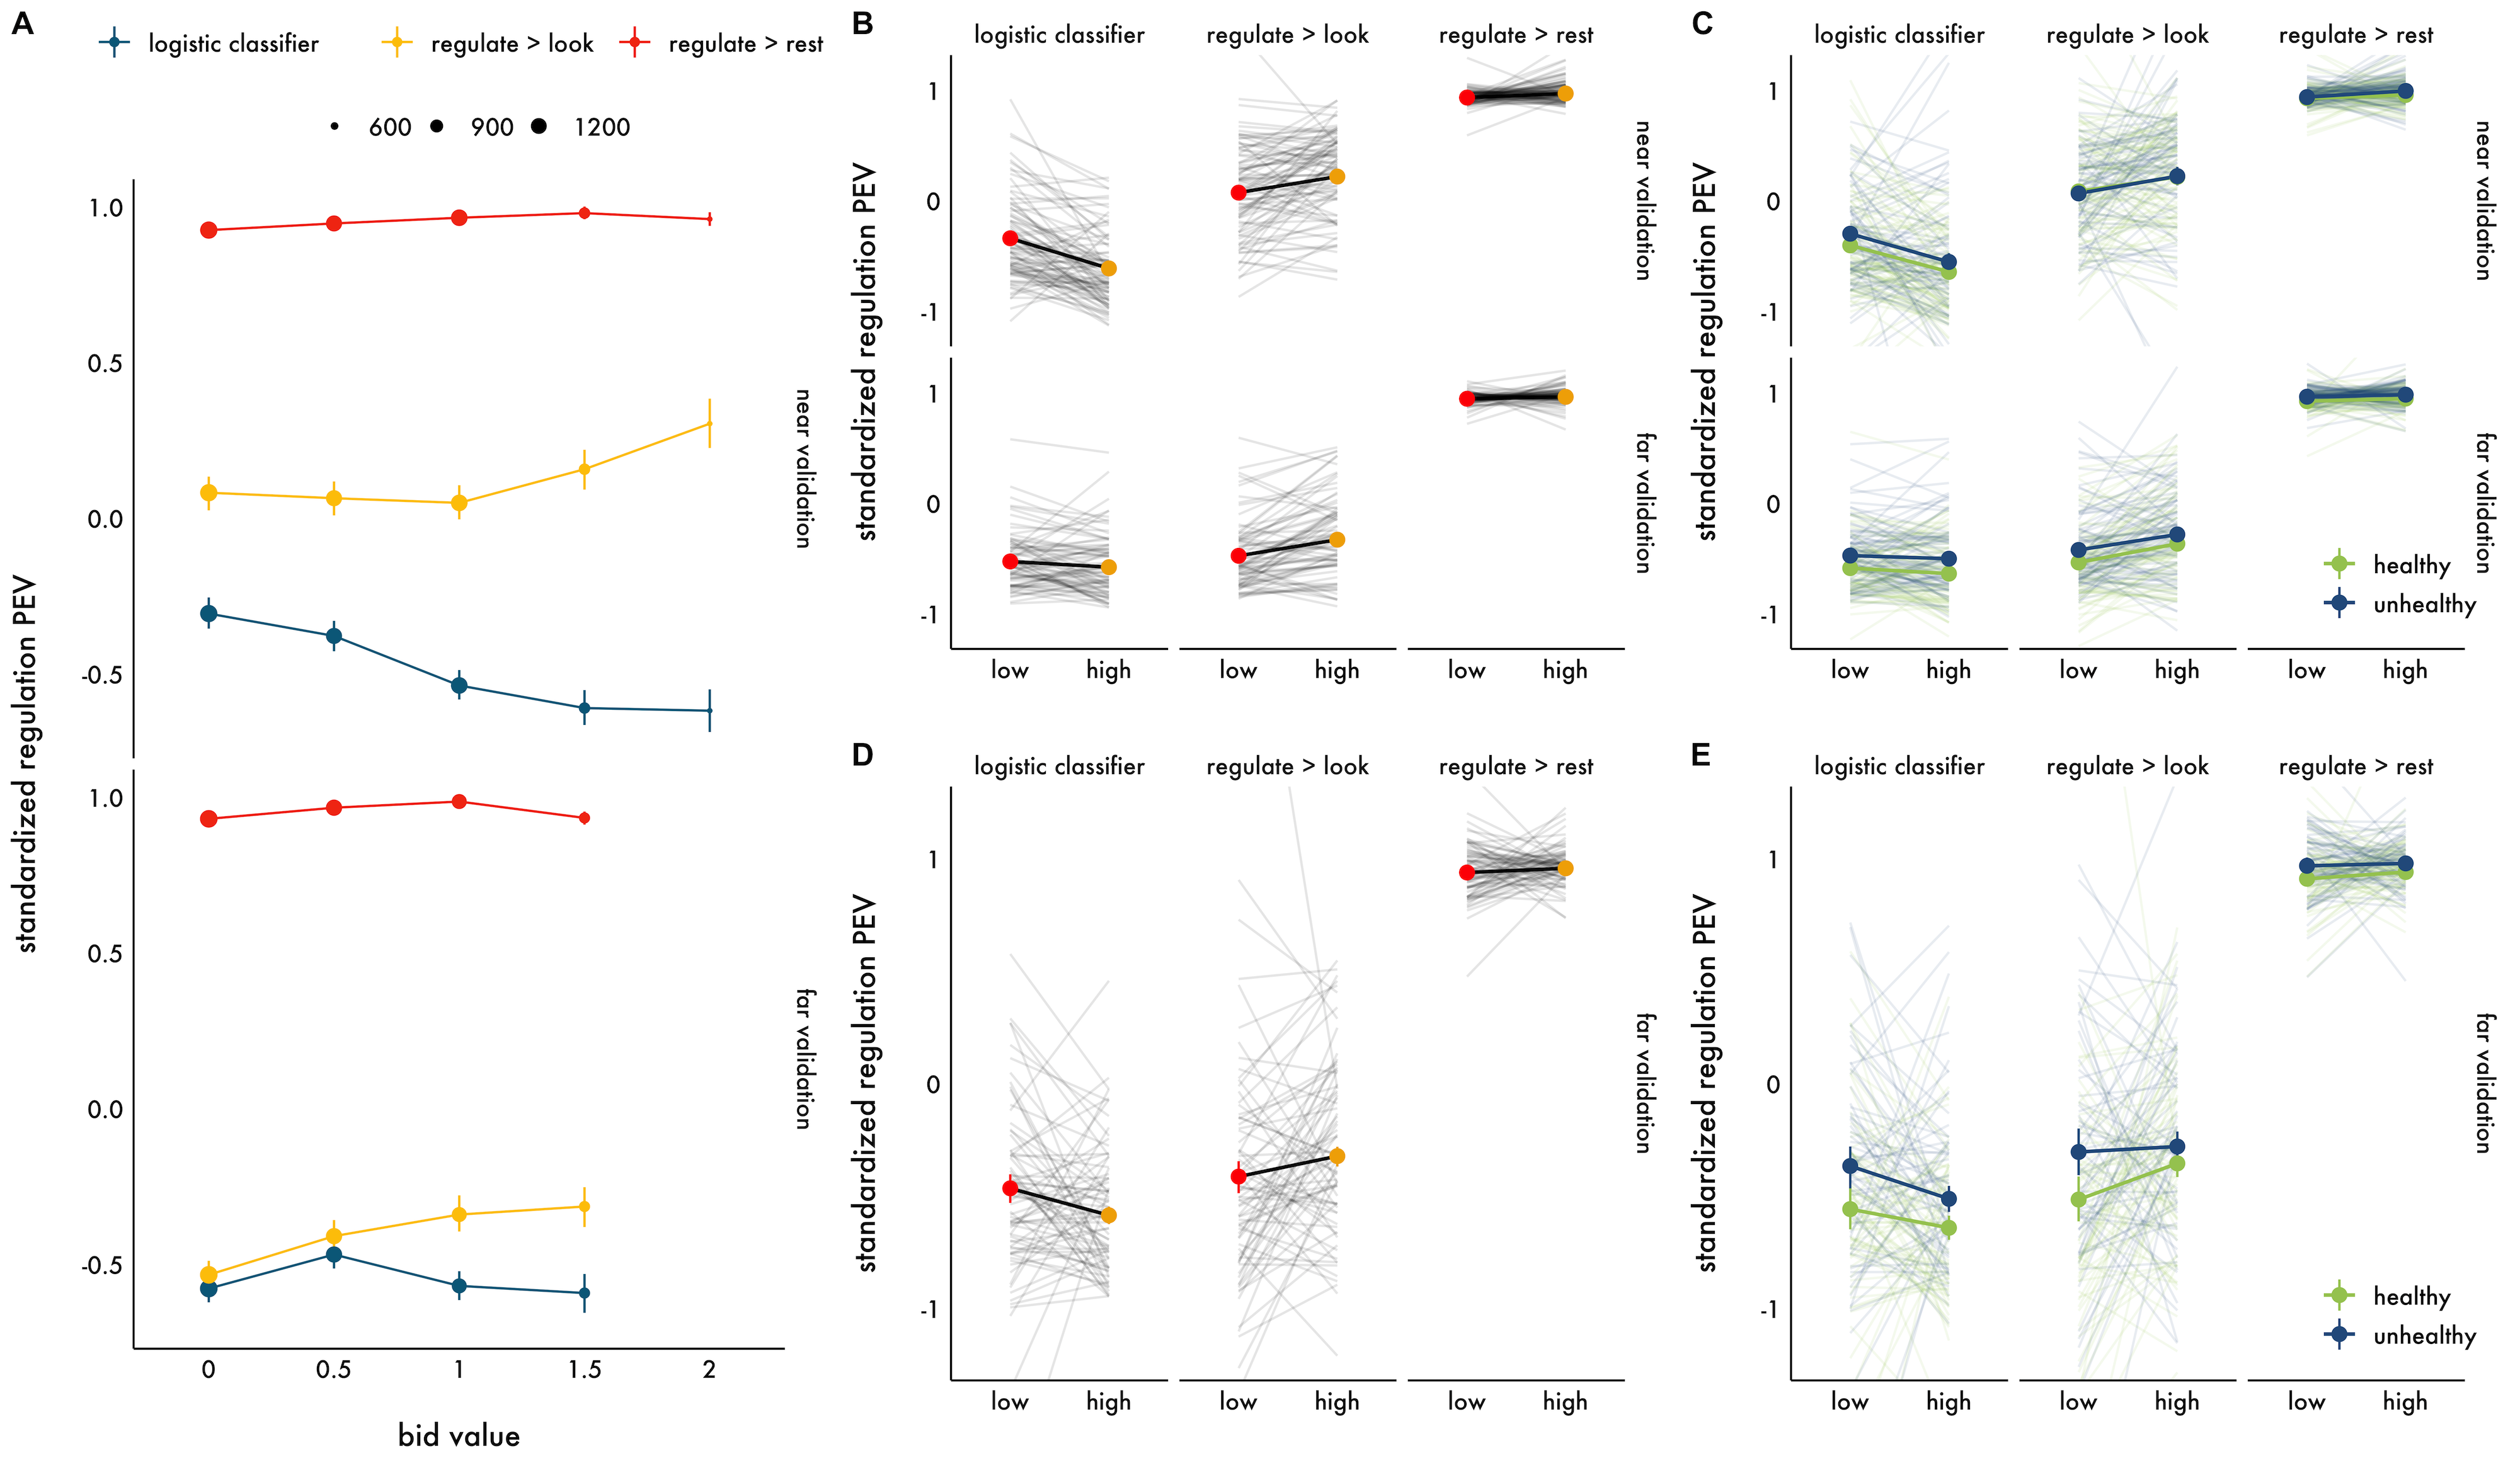 A
logistic classifier regulate > look regulate > rest
600 900 1200
standardized regulation PEV
1.0
0.5
0.0
-0.5
near validation
1.0
0.5
0.0
-0.5
far validation
0 0.5 1 1.5 2
bid value
B
logistic classifier regulate > look regulate > rest
standardized regulation PEV
1
0
-1
near validation
1
0
-1
far validation
low high low high low high
C
logistic classifier regulate > look regulate > rest
standardized regulation PEV
1
0
-1
near validation
1
0
-1
far validation
healthy
unhealthy
low high low high low high
D
logistic classifier regulate > look regulate > rest
standardized regulation PEV
1
0
-1
far validation
low high low high low high
E
logistic classifier regulate > look regulate > rest
standardized regulation PEV
1
0
-1
far validation
healthy
unhealthy
low high low high low high